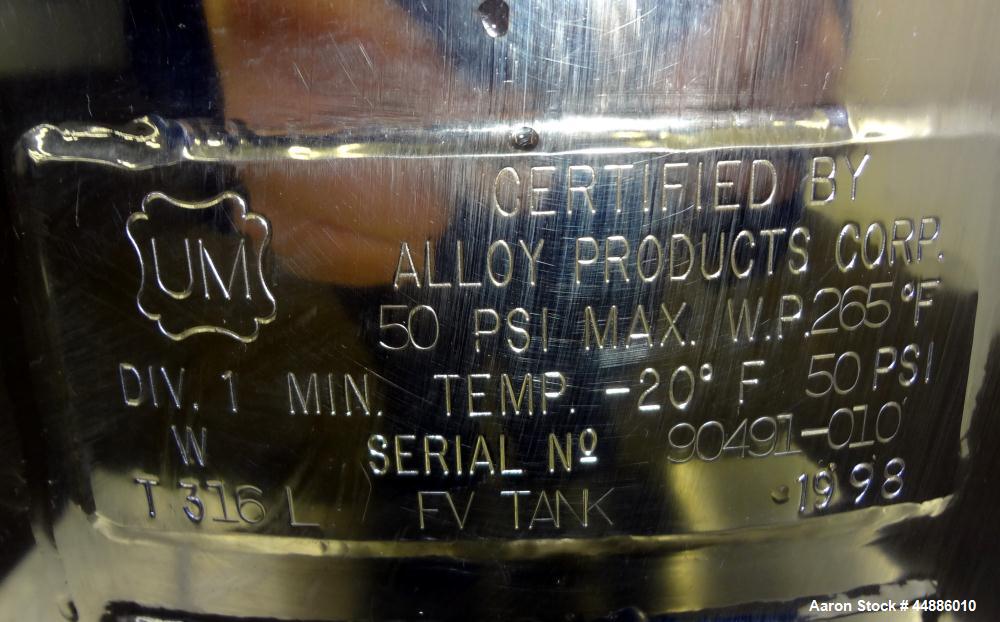 CERTIFIED BY
UM
ALLOY PRODUCTS CORP.
50 PSI MAX. W.P. 265°F
DIV. 1 MIN. TEMP. -20° F 50 PSI
W SERIAL Nº 90491-010
T 316 L FV TANK 1998
Aaron Stock # 44886010